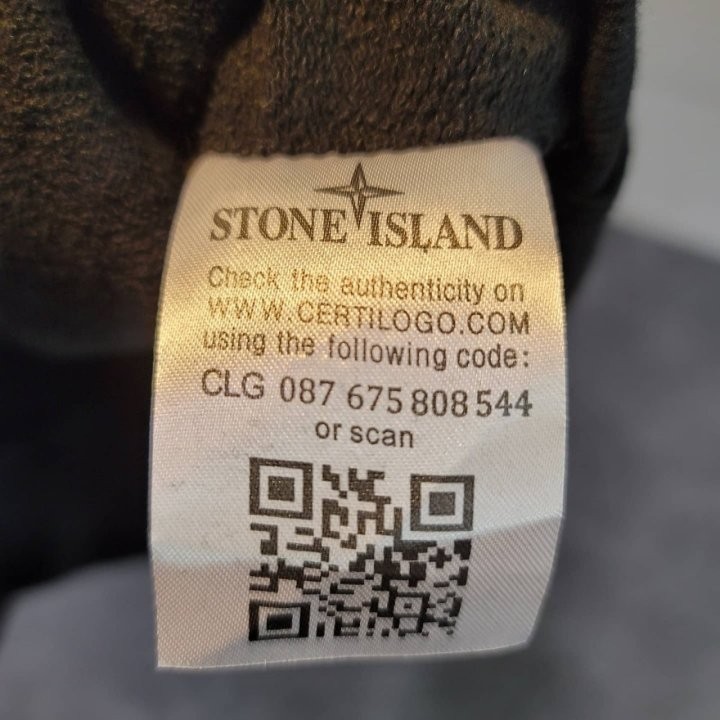 STONE ISLAND
Check the authenticity on
WWW.CERTILOGO.COM
using the following code:
CLG 087 675 808 544
or scan